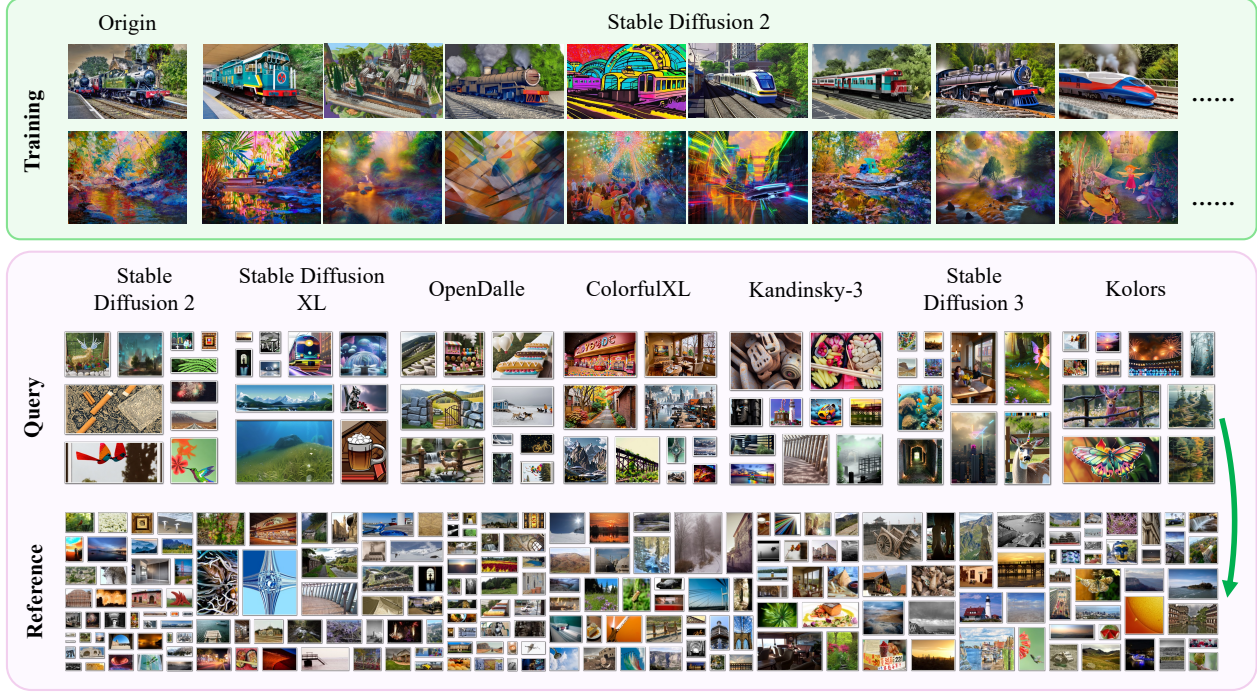 Origin
Stable Diffusion 2
Training
......
......
Stable
Diffusion 2
Stable Diffusion
XL
OpenDalle
ColorfulXL
Kandinsky-3
Stable
Diffusion 3
Kolors
Query
Reference